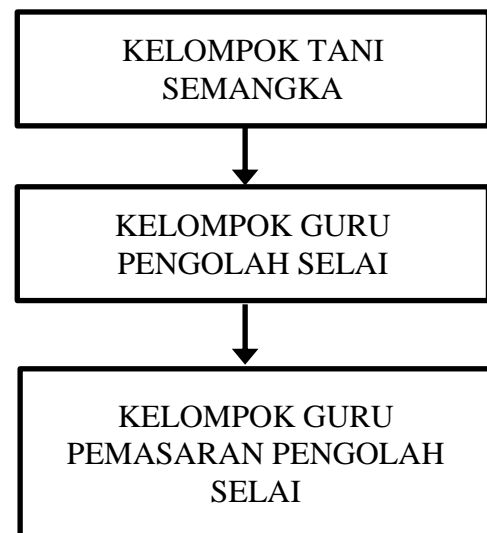 KELOMPOK TANI
SEMANGKA
KELOMPOK GURU
PENGOLAH SELAI
KELOMPOK GURU
PEMASARAN PENGOLAH
SELAI